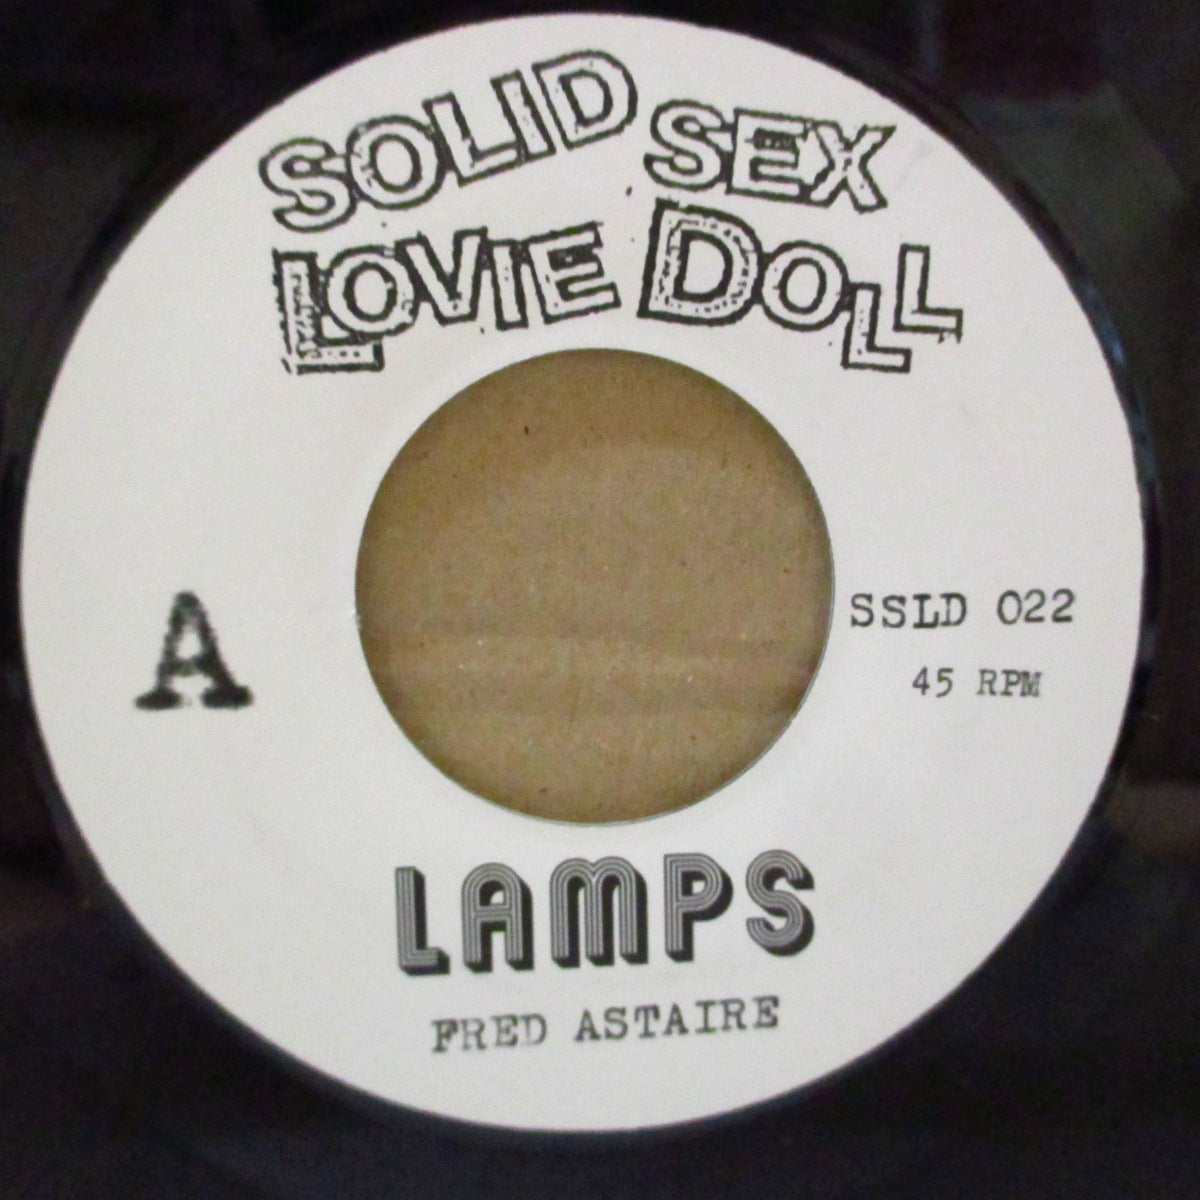 SOLID SEX
LOVIE DOLL
A
SSLD 022
45 RPM
LAMPS
FRED ASTAIRE